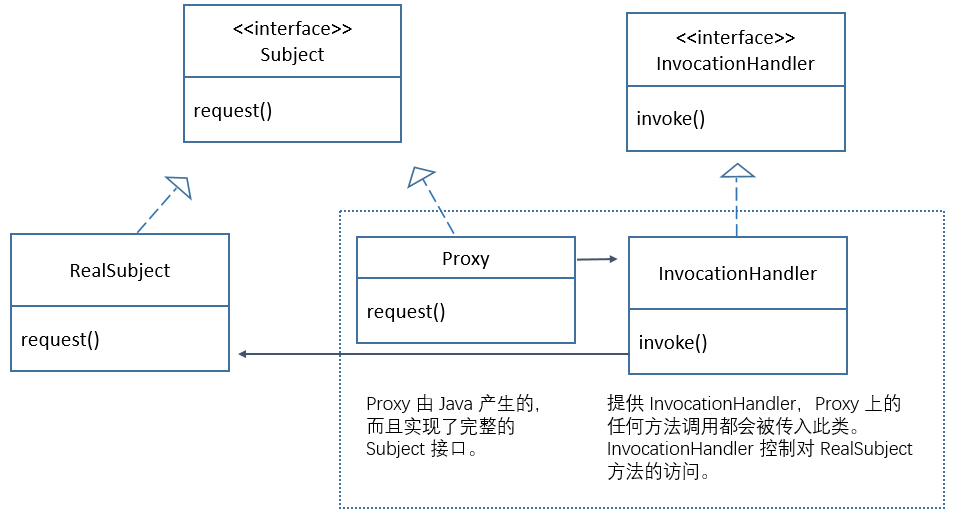 <<interface>>
Subject
request()
<<interface>>
InvocationHandler
invoke()
RealSubject
request()
Proxy
request()
InvocationHandler
invoke()
Proxy 由 Java 产生的，
而且实现了完整的
Subject 接口。
提供 InvocationHandler，Proxy 上的
任何方法调用都会被传入此类。
InvocationHandler 控制对 RealSubject
方法的访问。